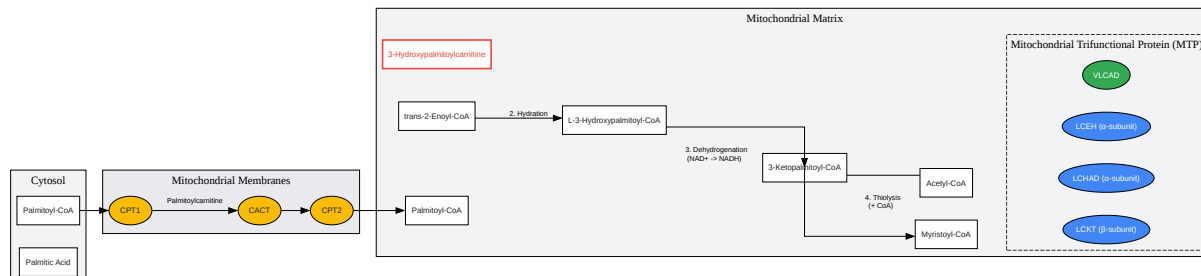 Mitochondrial Matrix
3-Hydroxypalmitoylcarnitine
Mitochondrial Trifunctional Protein (MTP)
VLCAD
trans-2-Enoyl-CoA
2. Hydration
L-3-Hydroxypalmitoyl-CoA
LCEH (α-subunit)
3. Dehydrogenation
(NAD+ -> NADH)
3-Ketopalmitoyl-CoA
Acetyl-CoA
LCHAD (α-subunit)
4. Thiolysis
(+ CoA)
Myristoyl-CoA
LCKT (β-subunit)
Cytosol
Mitochondrial Membranes
Palmitoyl-CoA
CPT1
Palmitoylcarnitine
CACT
CPT2
Palmitoyl-CoA
Palmitic Acid